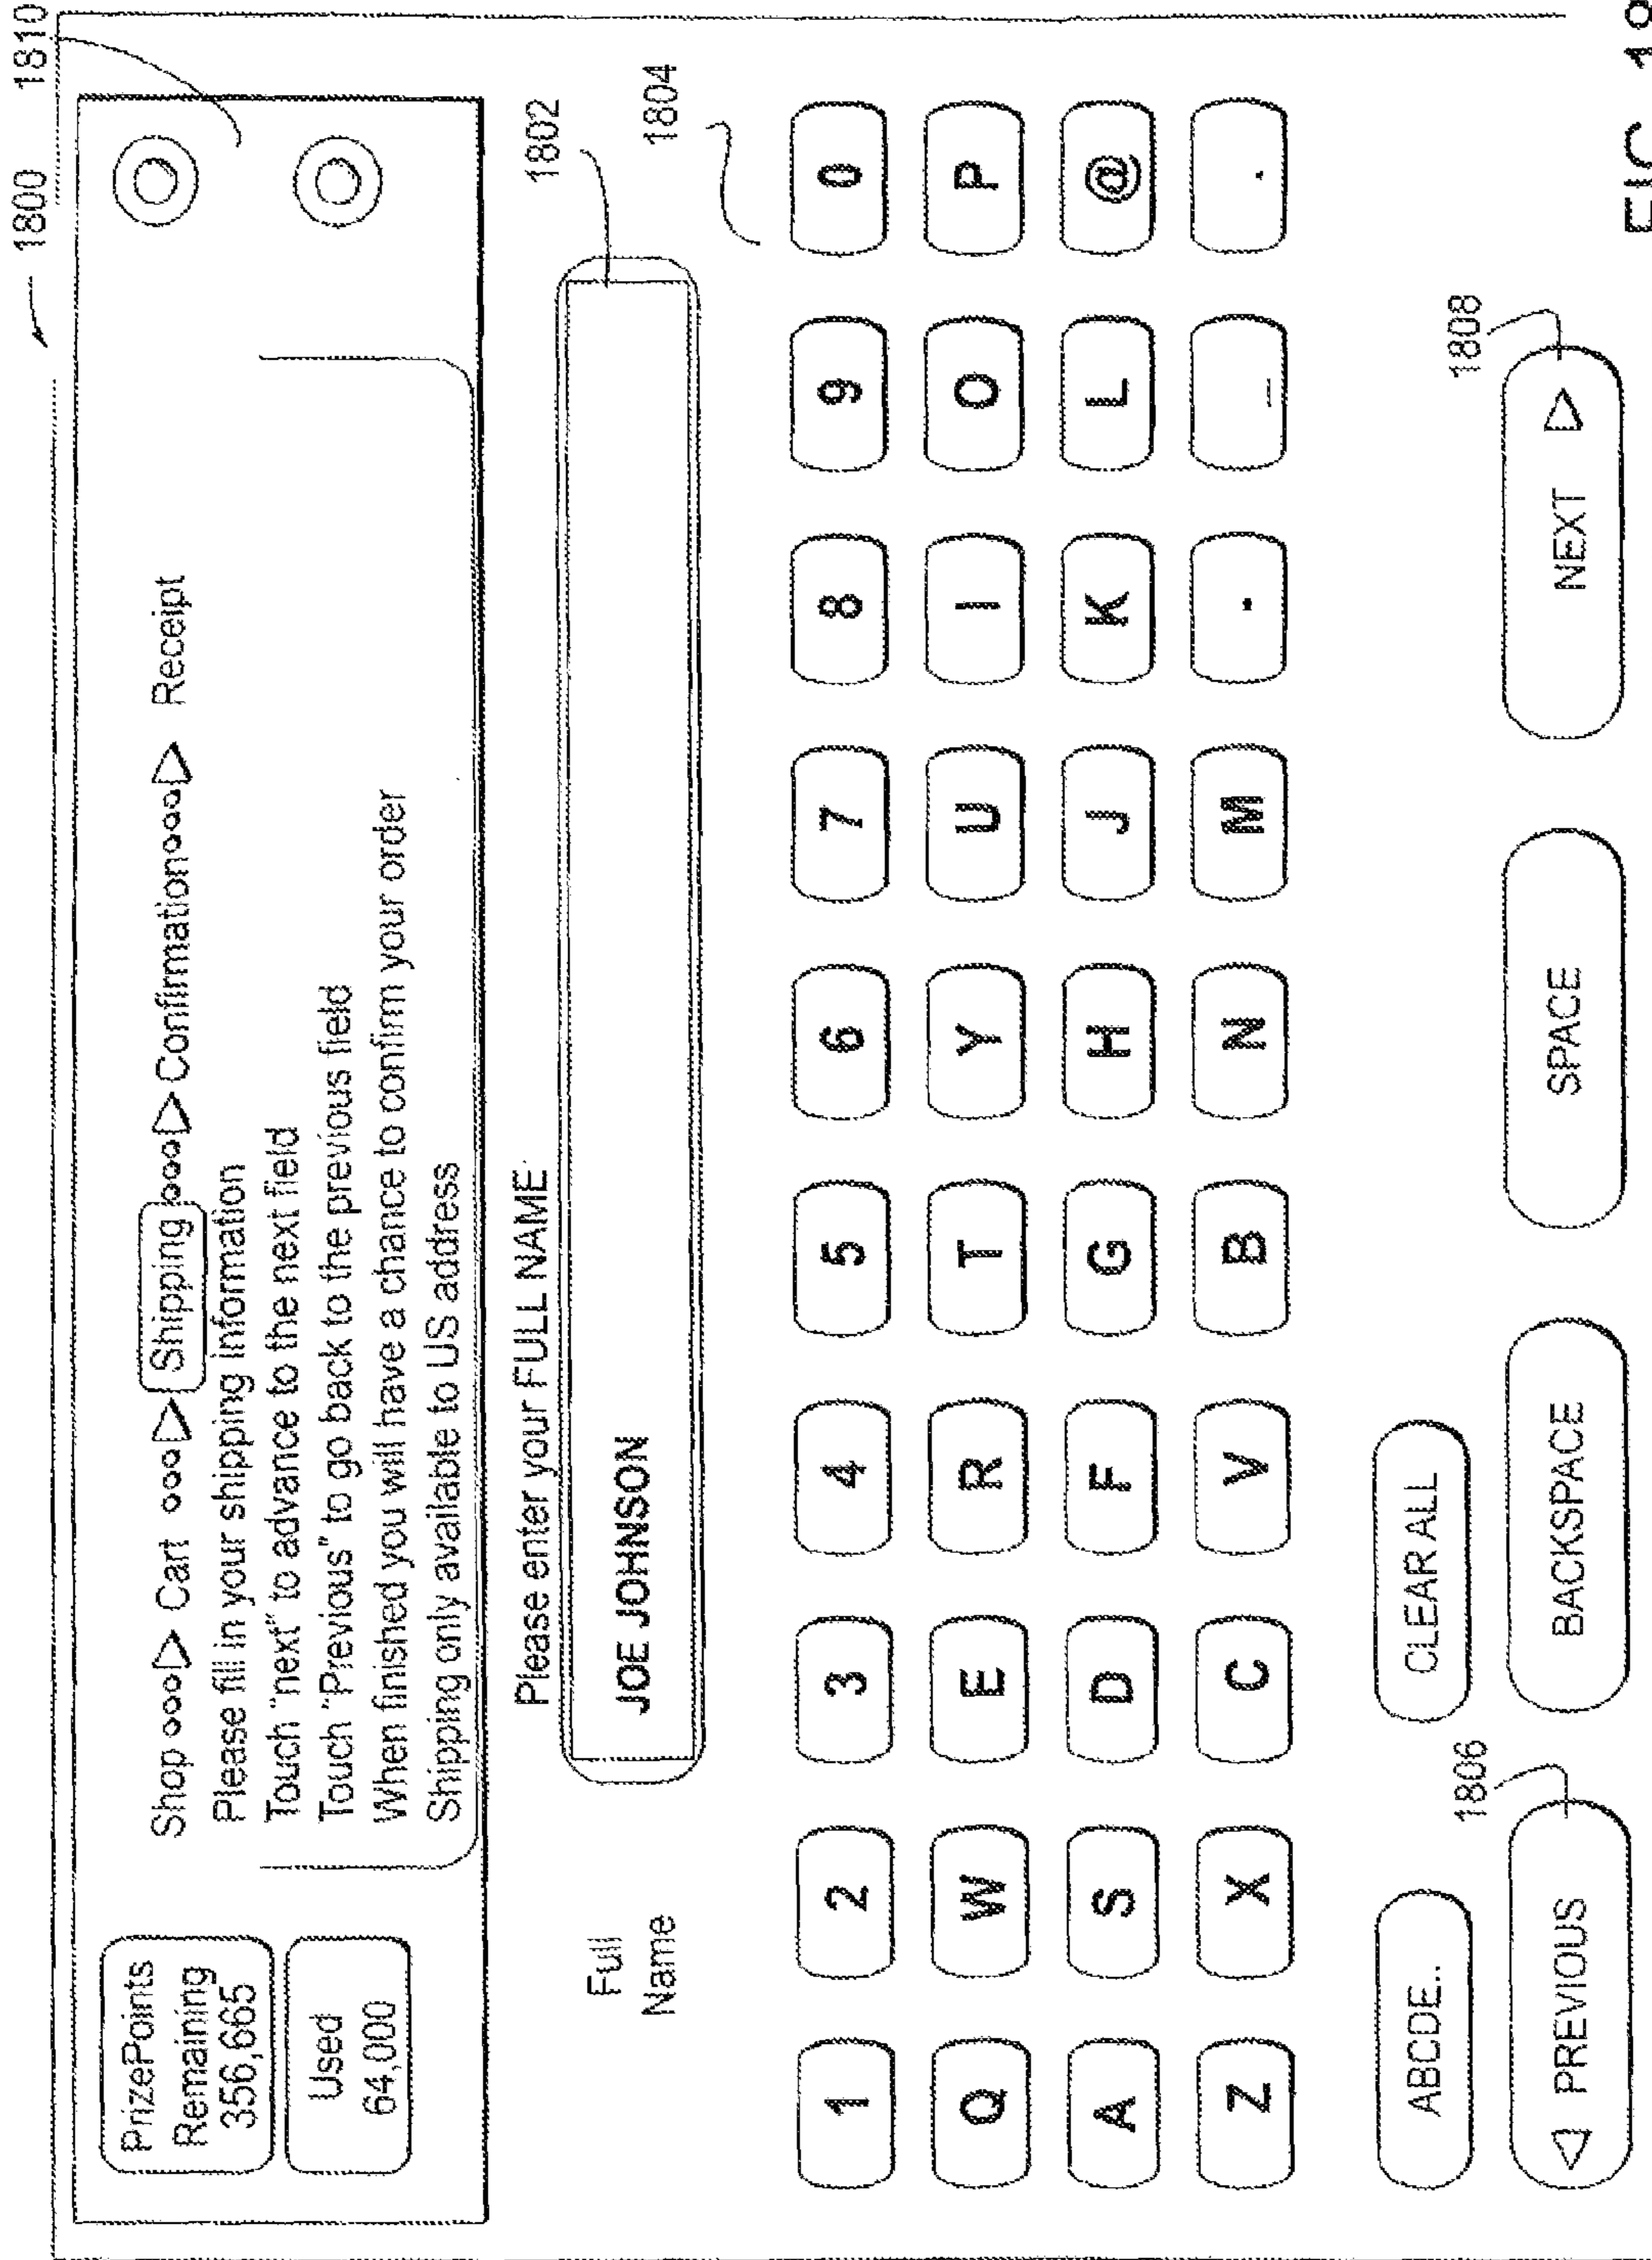 1800
1810
PrizePoints
Remaining
356,665
Used
64,000
Shop Cart Shipping Confirmation Receipt
Please fill in your shipping information
Touch "next" to advance to the next field
Touch "Previous" to go back to the previous field
When finished you will have a chance to confirm your order
Shipping only available to US address
Please enter your FULL NAME
1802
Full
Name
JOE JOHNSON
1804
1 2 3 4 5 6 7 8 9 0
Q W E R T Y U I O P
A S D F G H J K L @
Z X C V B N M . _ .
ABCDE..
CLEAR ALL
1806
1808
PREVIOUS
BACKSPACE
SPACE
NEXT